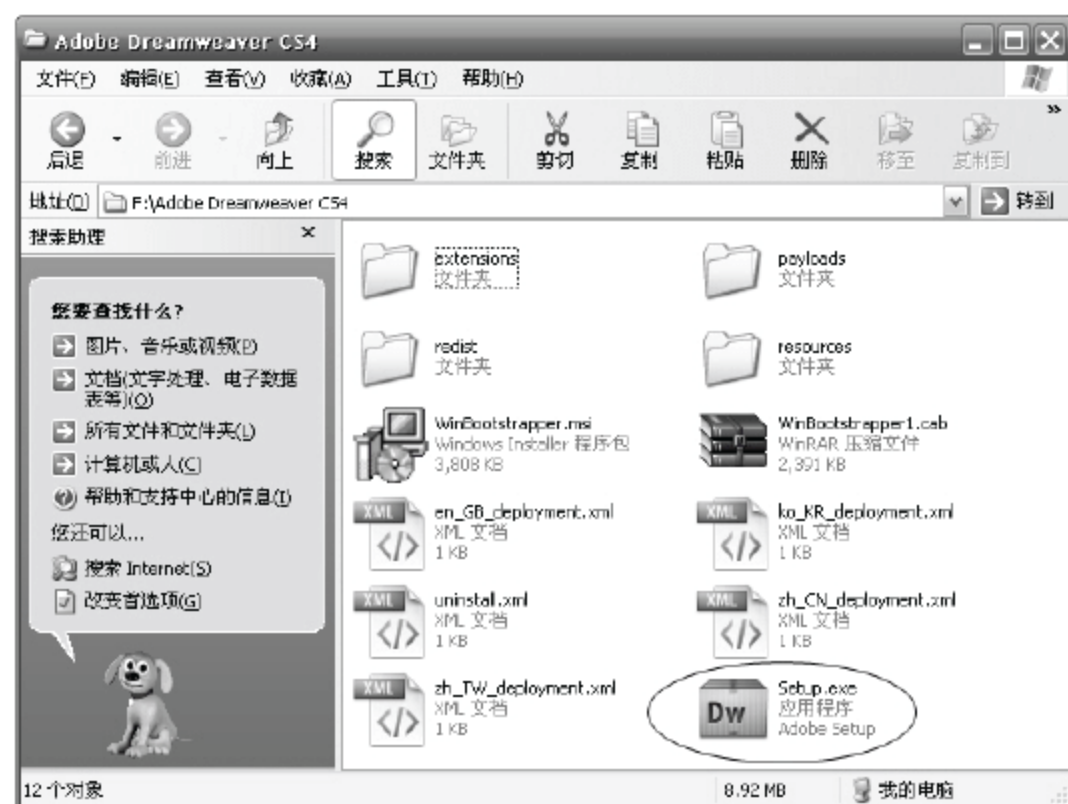 Adobe Dreamweaver CS4
文件(F) 编辑(E) 查看(V) 收藏(A) 工具(T) 帮助(H)
后退 前进 向上 搜索 文件夹 剪切 复制 粘贴 删除 移至 复制到 »
地址(D) F:\Adobe Dreamweaver CS4 转到
搜索助理
您要查找什么?
图片、音乐或视频(P)
文档(文字处理、电子数据
表等)(O)
所有文件和文件夹(L)
计算机或人(C)
帮助和支持中心的信息(I)
您还可以...
搜索 Internet(S)
改变首选项(G)
extensions
文件夹
payloads
文件夹
redist
文件夹
resources
文件夹
WinBootstrapper.msi
Windows Installer 程序包
3,808 KB
WinBootstrapper1.cab
WinRAR 压缩文件
2,391 KB
XML
en_GB_deployment.xml
XML 文档
1 KB
XML
ko_KR_deployment.xml
XML 文档
1 KB
XML
uninstall.xml
XML 文档
1 KB
XML
zh_CN_deployment.xml
XML 文档
1 KB
XML
zh_TW_deployment.xml
XML 文档
1 KB
Dw
Setup.exe
应用程序
Adobe Setup
12 个对象 8.92 MB 我的电脑